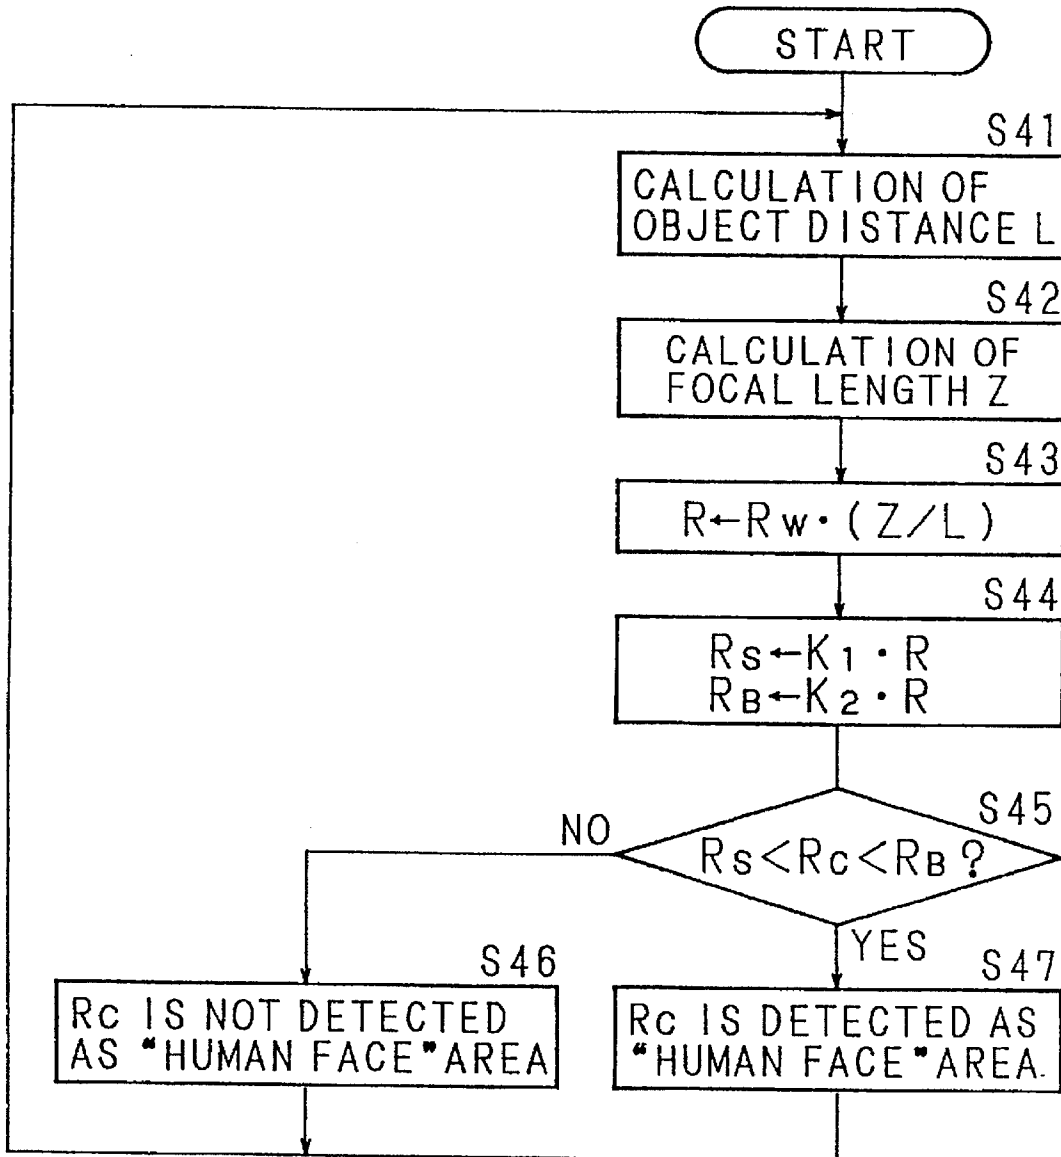 START
S41
CALCULATION OF
OBJECT DISTANCE L
S42
CALCULATION OF
FOCAL LENGTH Z
S43
R←RW·(Z/L)
S44
RS←K1·R
RB←K2·R
S45
NO
RS<RC<RB?
YES
S46
RC IS NOT DETECTED
AS "HUMAN FACE" AREA
S47
RC IS DETECTED AS
"HUMAN FACE" AREA.